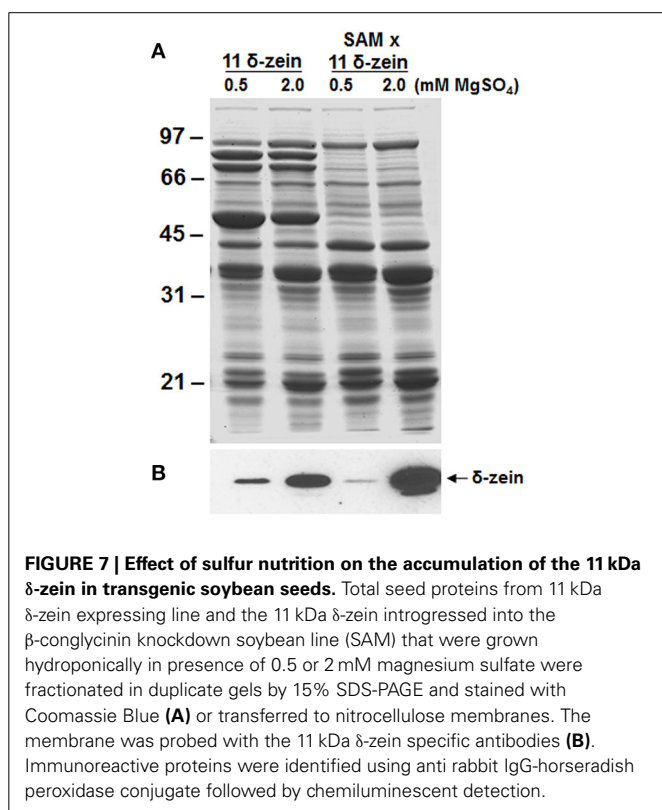 A
11 δ-zein
SAM x
11 δ-zein
0.5 2.0 0.5 2.0 (mM MgSO₄)
97
66
45
31
21
B
δ-zein
FIGURE 7 | Effect of sulfur nutrition on the accumulation of the 11 kDa
δ-zein in transgenic soybean seeds. Total seed proteins from 11 kDa
δ-zein expressing line and the 11 kDa δ-zein introgressed into the
β-conglycinin knockdown soybean line (SAM) that were grown
hydroponically in presence of 0.5 or 2 mM magnesium sulfate were
fractionated in duplicate gels by 15% SDS-PAGE and stained with
Coomassie Blue (A) or transferred to nitrocellulose membranes. The
membrane was probed with the 11 kDa δ-zein specific antibodies (B).
Immunoreactive proteins were identified using anti rabbit IgG-horseradish
peroxidase conjugate followed by chemiluminescent detection.